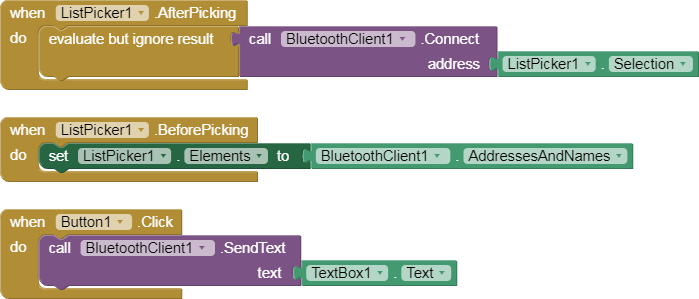 when ListPicker1 .AfterPicking
do evaluate but ignore result call BluetoothClient1 .Connect
address ListPicker1 . Selection
when ListPicker1 .BeforePicking
do set ListPicker1 . Elements to BluetoothClient1 . AddressesAndNames
when Button1 .Click
do call BluetoothClient1 .SendText
text TextBox1 . Text